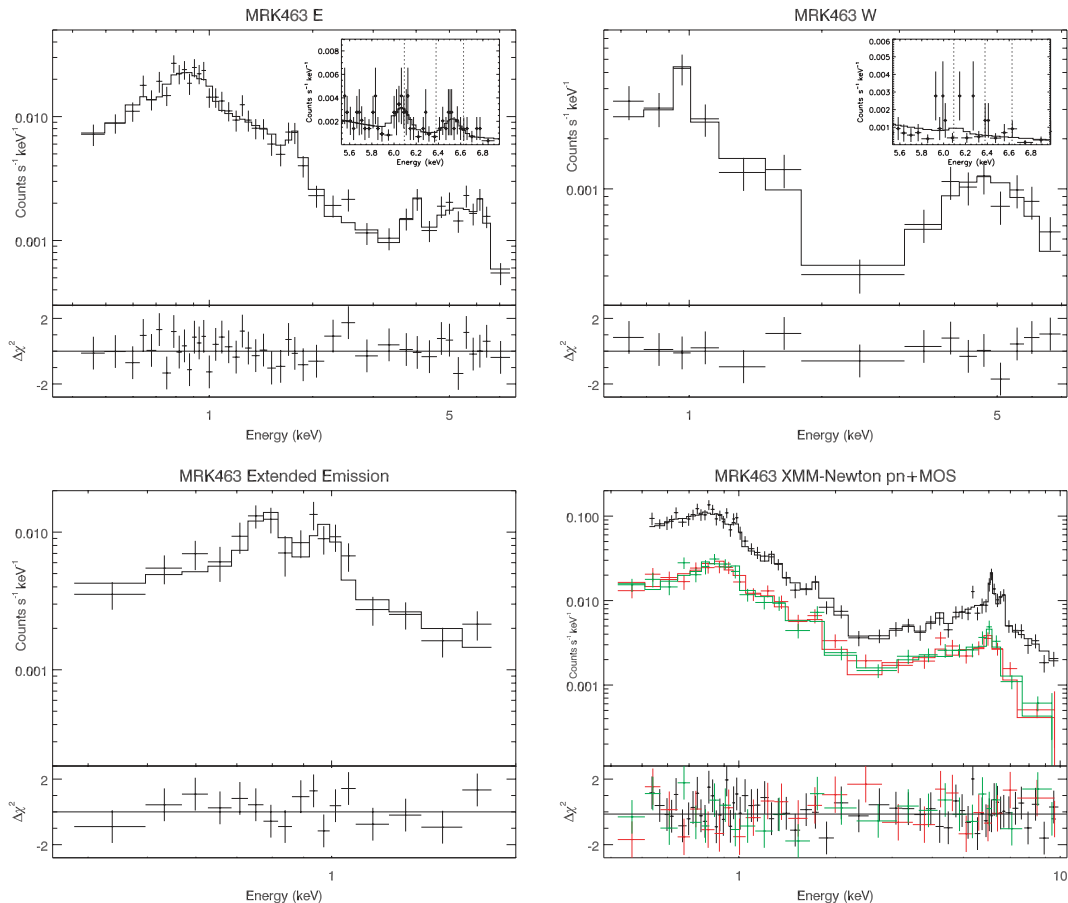 MRK463 E
0.010
0.001
Counts s⁻¹ keV⁻¹
0.008
0.006
0.004
0.002
Counts s⁻¹ keV⁻¹
5.6 5.8 6.0 6.2 6.4 6.6 6.8
Energy (keV)
2
0
-2
Δχ²
1 5
Energy (keV)
MRK463 W
0.001
Counts s⁻¹ keV⁻¹
0.006
0.005
0.004
0.003
0.002
0.001
Counts s⁻¹ keV⁻¹
5.6 5.8 6.0 6.2 6.4 6.6 6.8
Energy (keV)
2
0
-2
Δχ²
1 5
Energy (keV)
MRK463 Extended Emission
0.010
0.001
Counts s⁻¹ keV⁻¹
2
0
-2
Δχ²
1
Energy (keV)
MRK463 XMM-Newton pn+MOS
0.100
0.010
0.001
Counts s⁻¹ keV⁻¹
2
0
-2
Δχ²
1 5 10
Energy (keV)